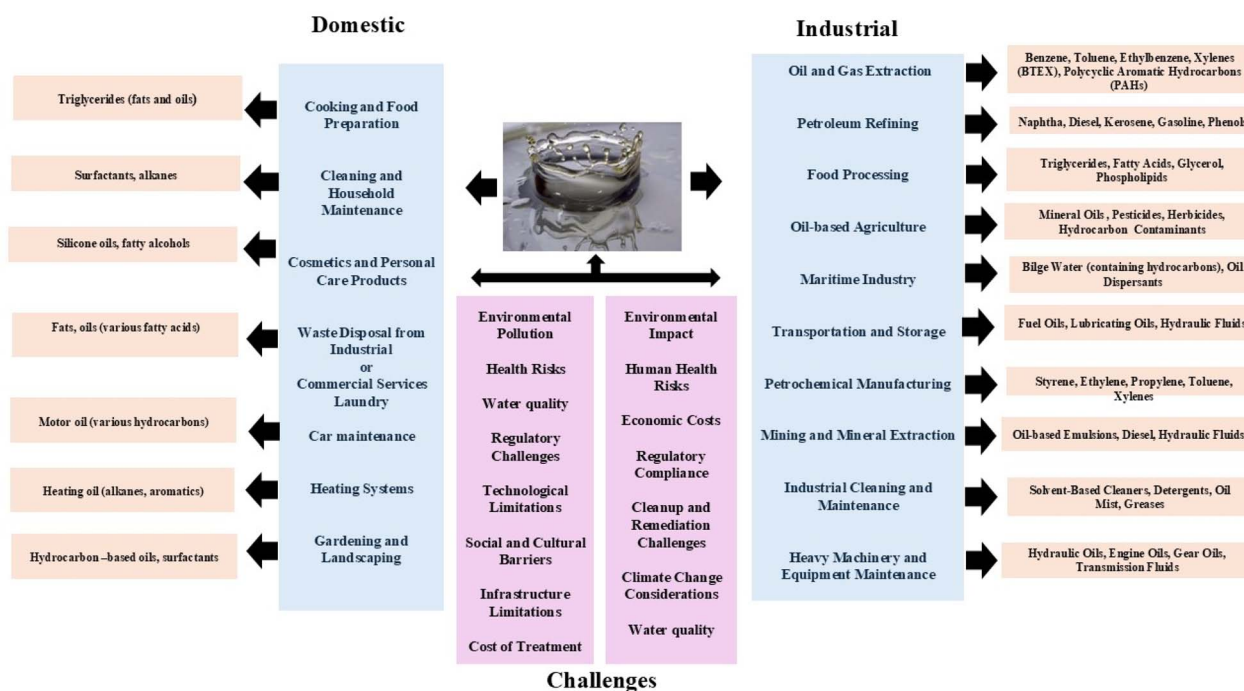 Domestic
Triglycerides (fats and oils)
Surfactants, alkanes
Silicone oils, fatty alcohols
Fats, oils (various fatty acids)
Motor oil (various hydrocarbons)
Heating oil (alkanes, aromatics)
Hydrocarbon –based oils, surfactants
Cooking and Food
Preparation
Cleaning and
Household
Maintenance
Cosmetics and Personal
Care Products
Waste Disposal from
Industrial
or
Commercial Services
Laundry
Car maintenance
Heating Systems
Gardening and
Landscaping
Environmental
Pollution
Health Risks
Water quality
Regulatory
Challenges
Technological
Limitations
Social and Cultural
Barriers
Infrastructure
Limitations
Cost of Treatment
Environmental
Impact
Human Health
Risks
Economic Costs
Regulatory
Compliance
Cleanup and
Remediation
Challenges
Climate Change
Considerations
Water quality
Challenges
Industrial
Oil and Gas Extraction
Petroleum Refining
Food Processing
Oil-based Agriculture
Maritime Industry
Transportation and Storage
Petrochemical Manufacturing
Mining and Mineral Extraction
Industrial Cleaning and
Maintenance
Heavy Machinery and
Equipment Maintenance
Benzene, Toluene, Ethylbenzene, Xylenes
(BTEX), Polycyclic Aromatic Hydrocarbons
(PAHs)
Naphtha, Diesel, Kerosene, Gasoline, Phenols
Triglycerides, Fatty Acids, Glycerol,
Phospholipids
Mineral Oils , Pesticides, Herbicides,
Hydrocarbon Contaminants
Bilge Water (containing hydrocarbons), Oil
Dispersants
Fuel Oils, Lubricating Oils, Hydraulic Fluids
Styrene, Ethylene, Propylene, Toluene,
Xylenes
Oil-based Emulsions, Diesel, Hydraulic Fluids
Solvent-Based Cleaners, Detergents, Oil
Mist, Greases
Hydraulic Oils, Engine Oils, Gear Oils,
Transmission Fluids